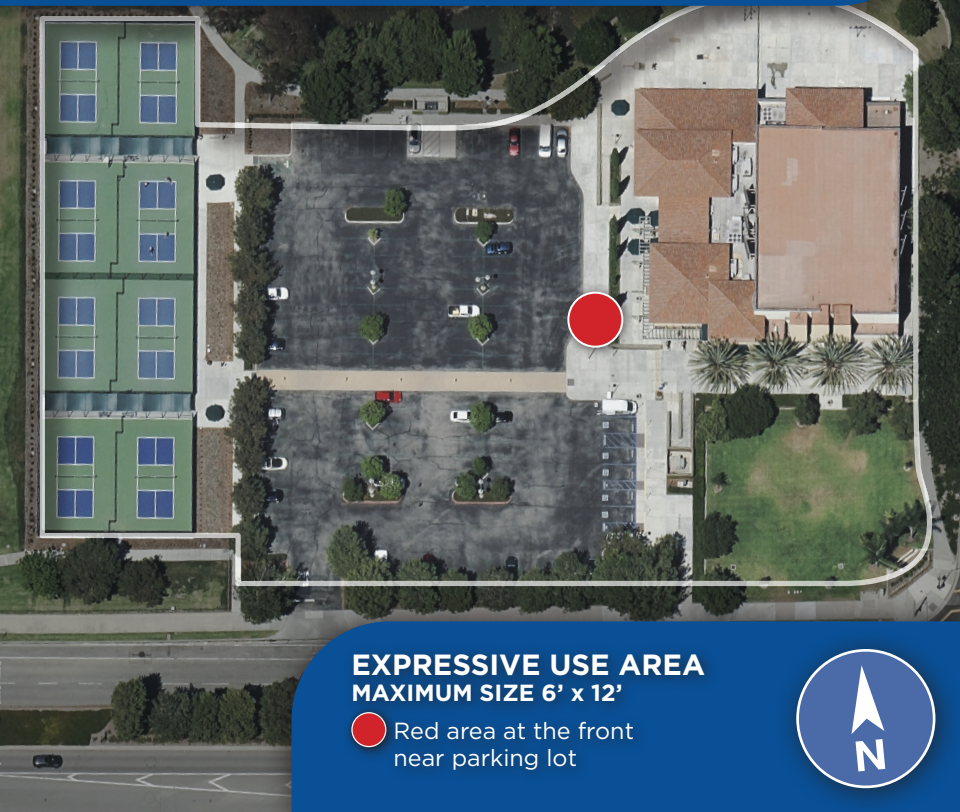 EXPRESSIVE USE AREA
MAXIMUM SIZE 6’ x 12’
Red area at the front
near parking lot
N